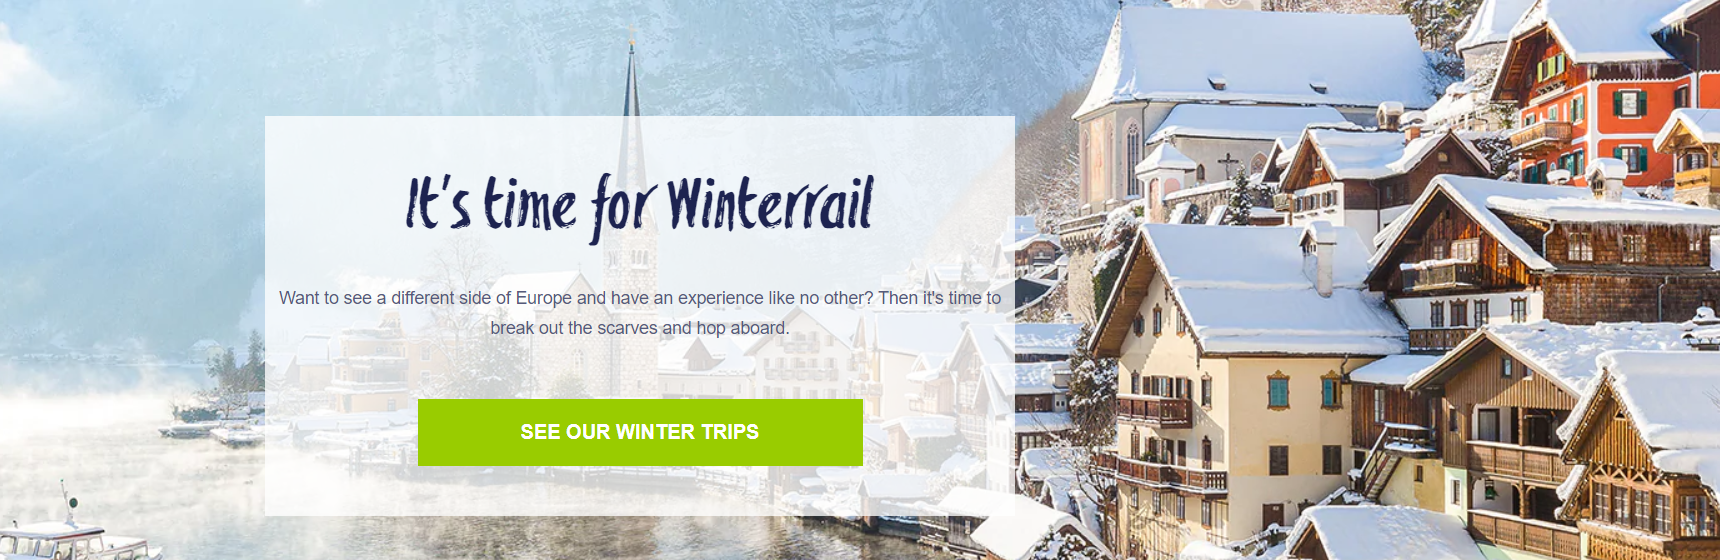 It's time for Winterrail
Want to see a different side of Europe and have an experience like no other? Then it's time to
break out the scarves and hop aboard.
SEE OUR WINTER TRIPS